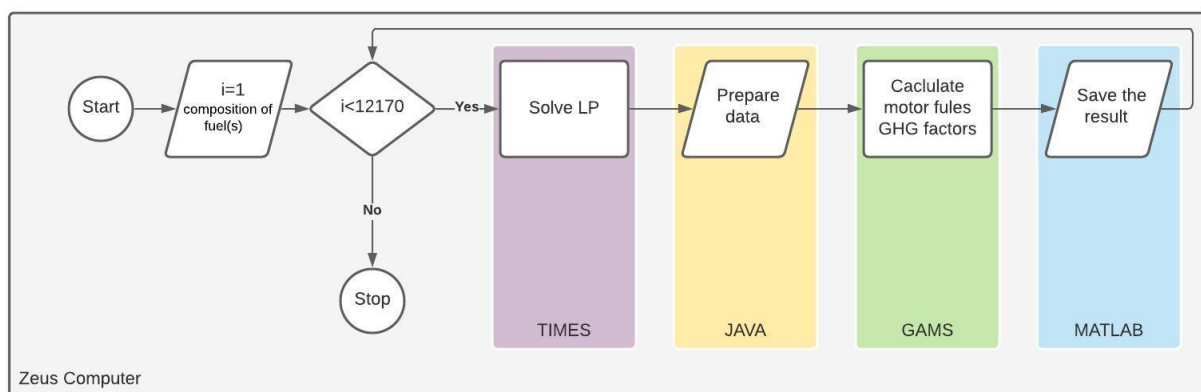 Start
i=1
composition of
fuel(s)
i<12170
Yes
Solve LP
Prepare
data
Caclulate
motor fules
GHG factors
Save the
result
No
Stop
TIMES
JAVA
GAMS
MATLAB
Zeus Computer